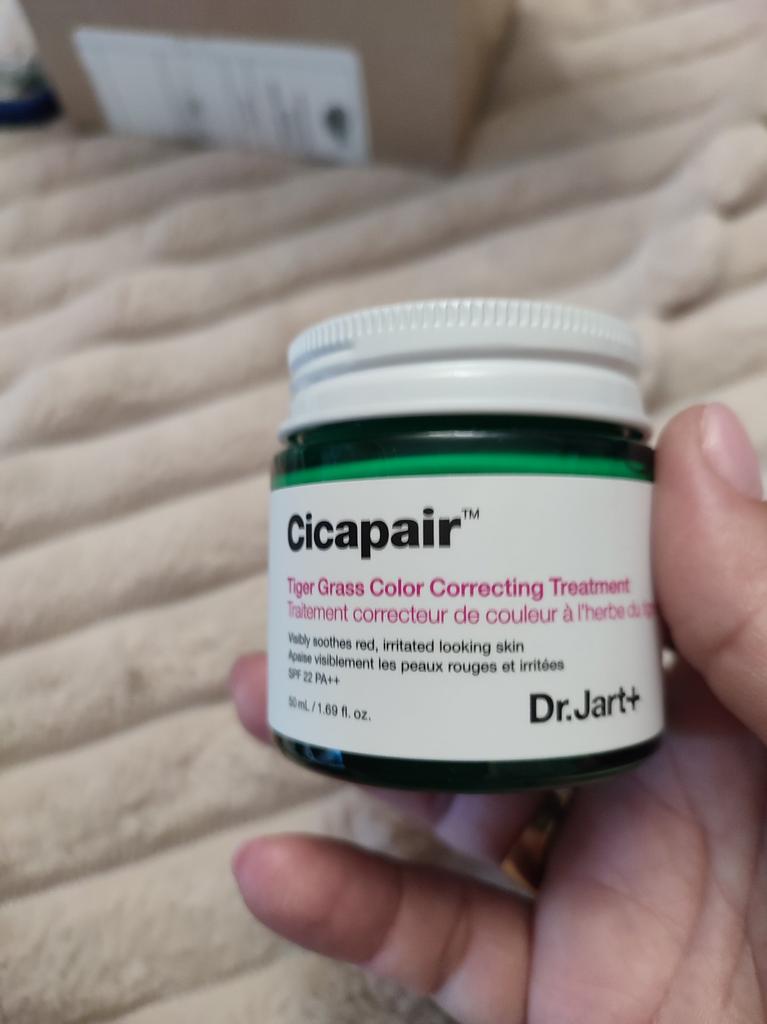 Cicapair™
Tiger Grass Color Correcting Treatment
Traitement correcteur de couleur à l'herbe du
Visibly soothes red, irritated looking skin
Apaise visiblement les peaux rouges et irritées
SPF 22 PA++
50 mL / 1.69 fl. oz.
Dr.Jart+